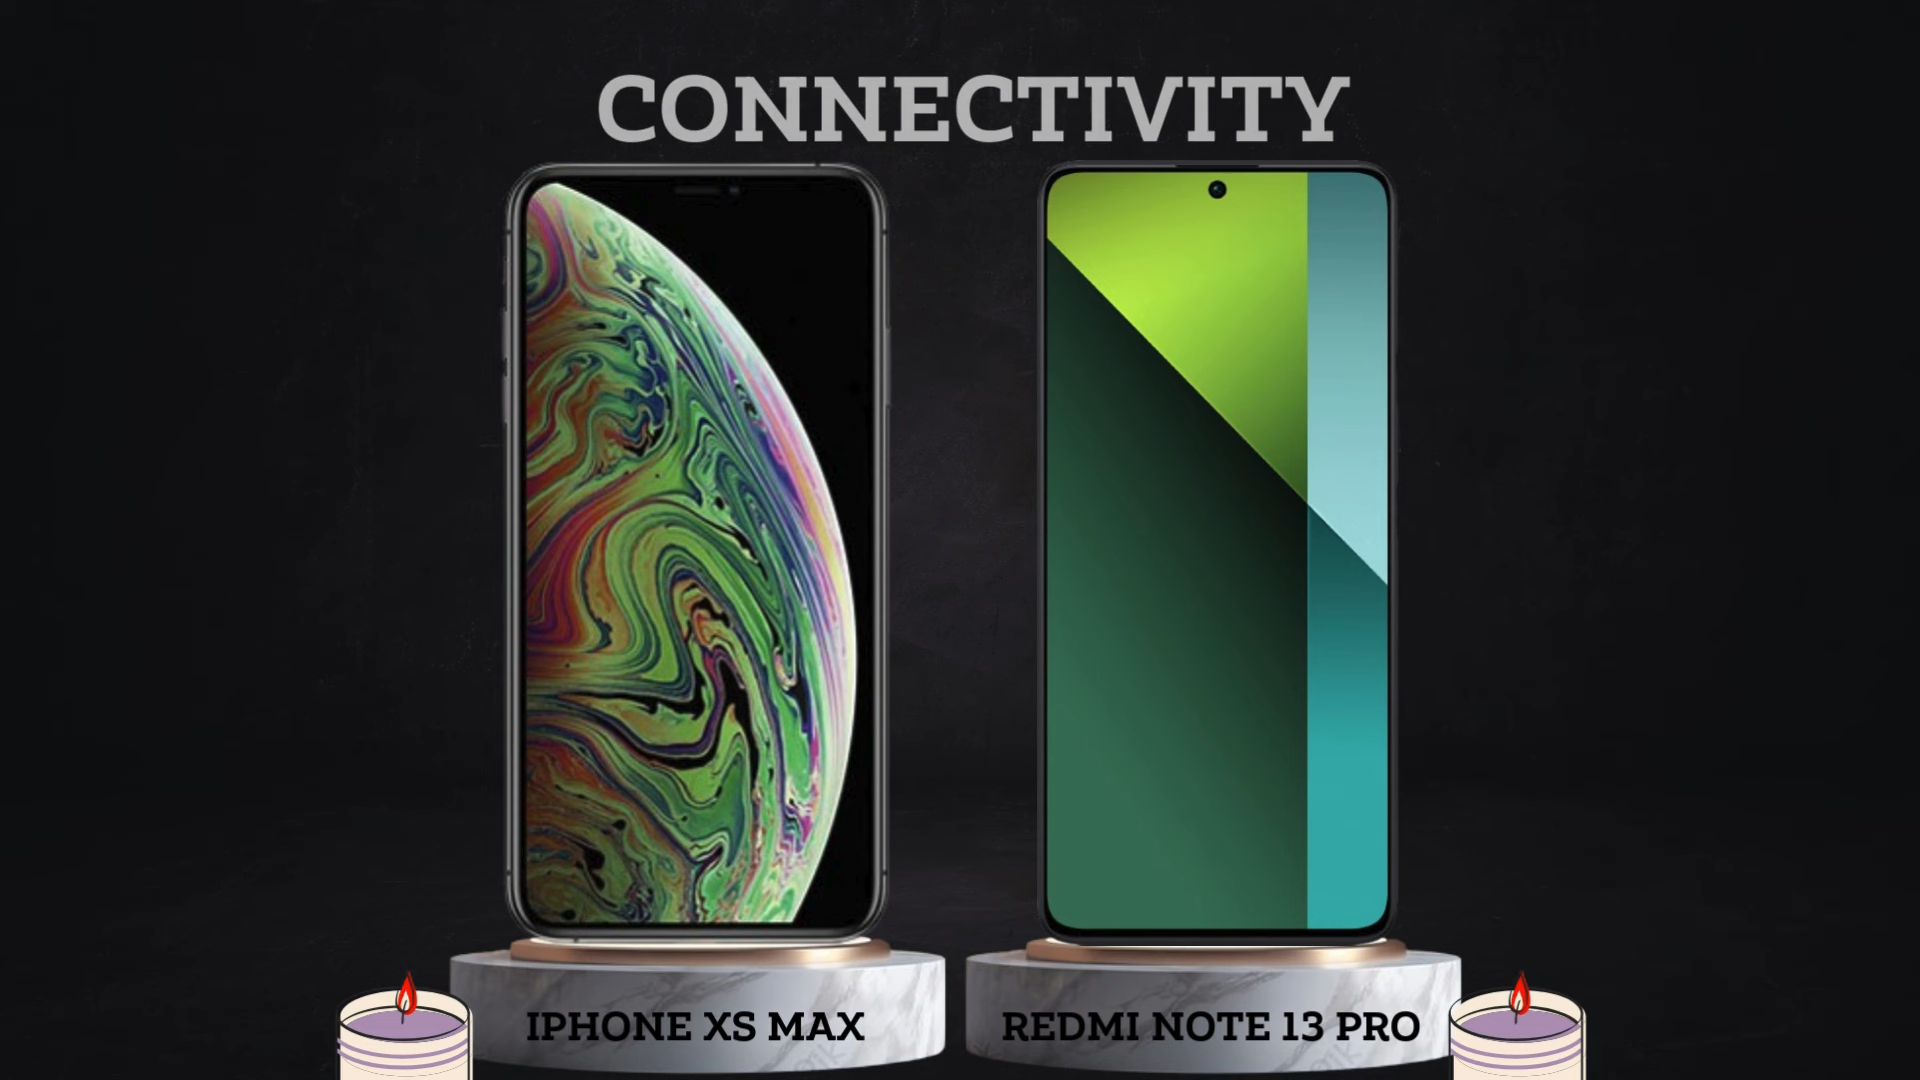 CONNECTIVITY
IPHONE XS MAX
REDMI NOTE 13 PRO